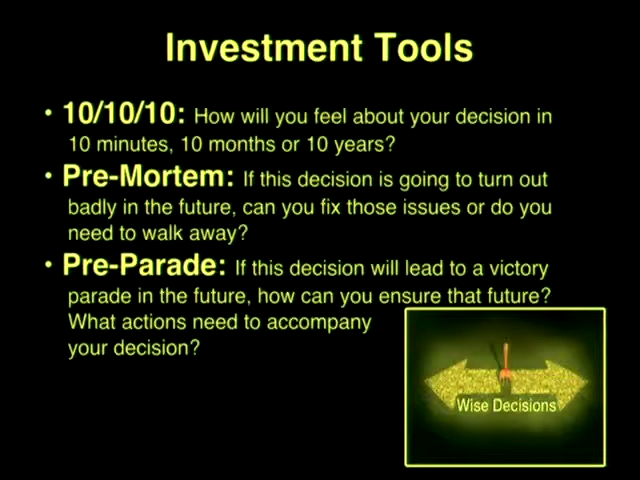 Investment Tools
• 10/10/10: How will you feel about your decision in
10 minutes, 10 months or 10 years?
• Pre-Mortem: If this decision is going to turn out
badly in the future, can you fix those issues or do you
need to walk away?
• Pre-Parade: If this decision will lead to a victory
parade in the future, how can you ensure that future?
What actions need to accompany
your decision?
Wise Decisions